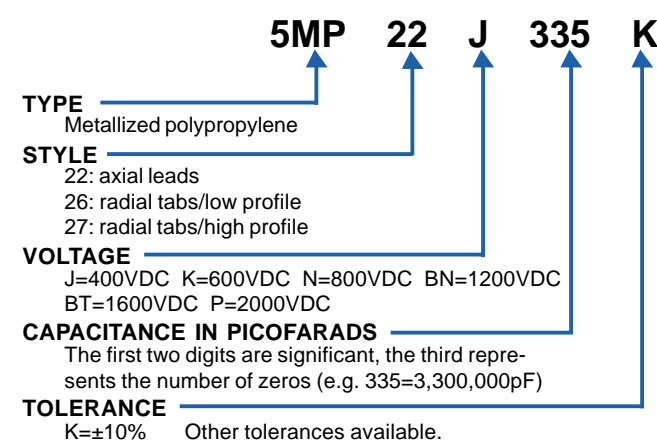 5MP 22 J 335 K
TYPE
Metallized polypropylene
STYLE
22: axial leads
26: radial tabs/low profile
27: radial tabs/high profile
VOLTAGE
J=400VDC K=600VDC N=800VDC BN=1200VDC
BT=1600VDC P=2000VDC
CAPACITANCE IN PICOFARADS
The first two digits are significant, the third repre-
sents the number of zeros (e.g. 335=3,300,000pF)
TOLERANCE
K=±10% Other tolerances available.